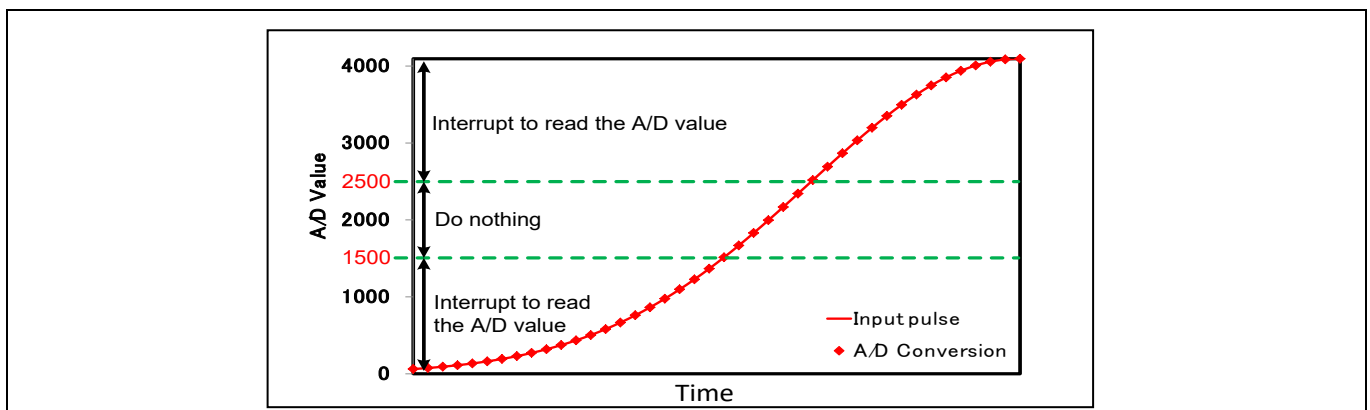 4000
Interrupt to read the A/D value
3000
2500
A/D Value
Do nothing
2000
1500
1000
Interrupt to read
the A/D value
Input pulse
A/D Conversion
0
Time